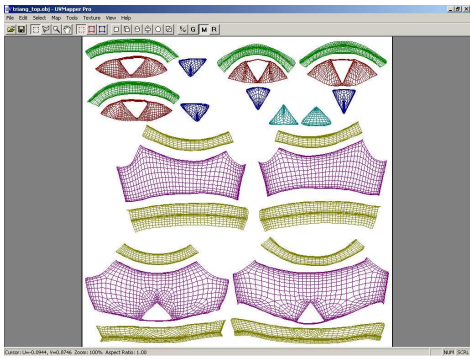 triang_top.obj - UVMapper Pro
File Edit Select Map Tools Texture View Help
% G M R
Cursor: U=-0.0944, V=0.8746 Zoom: 100% Aspect Ratio: 1.00
NUM SCRL